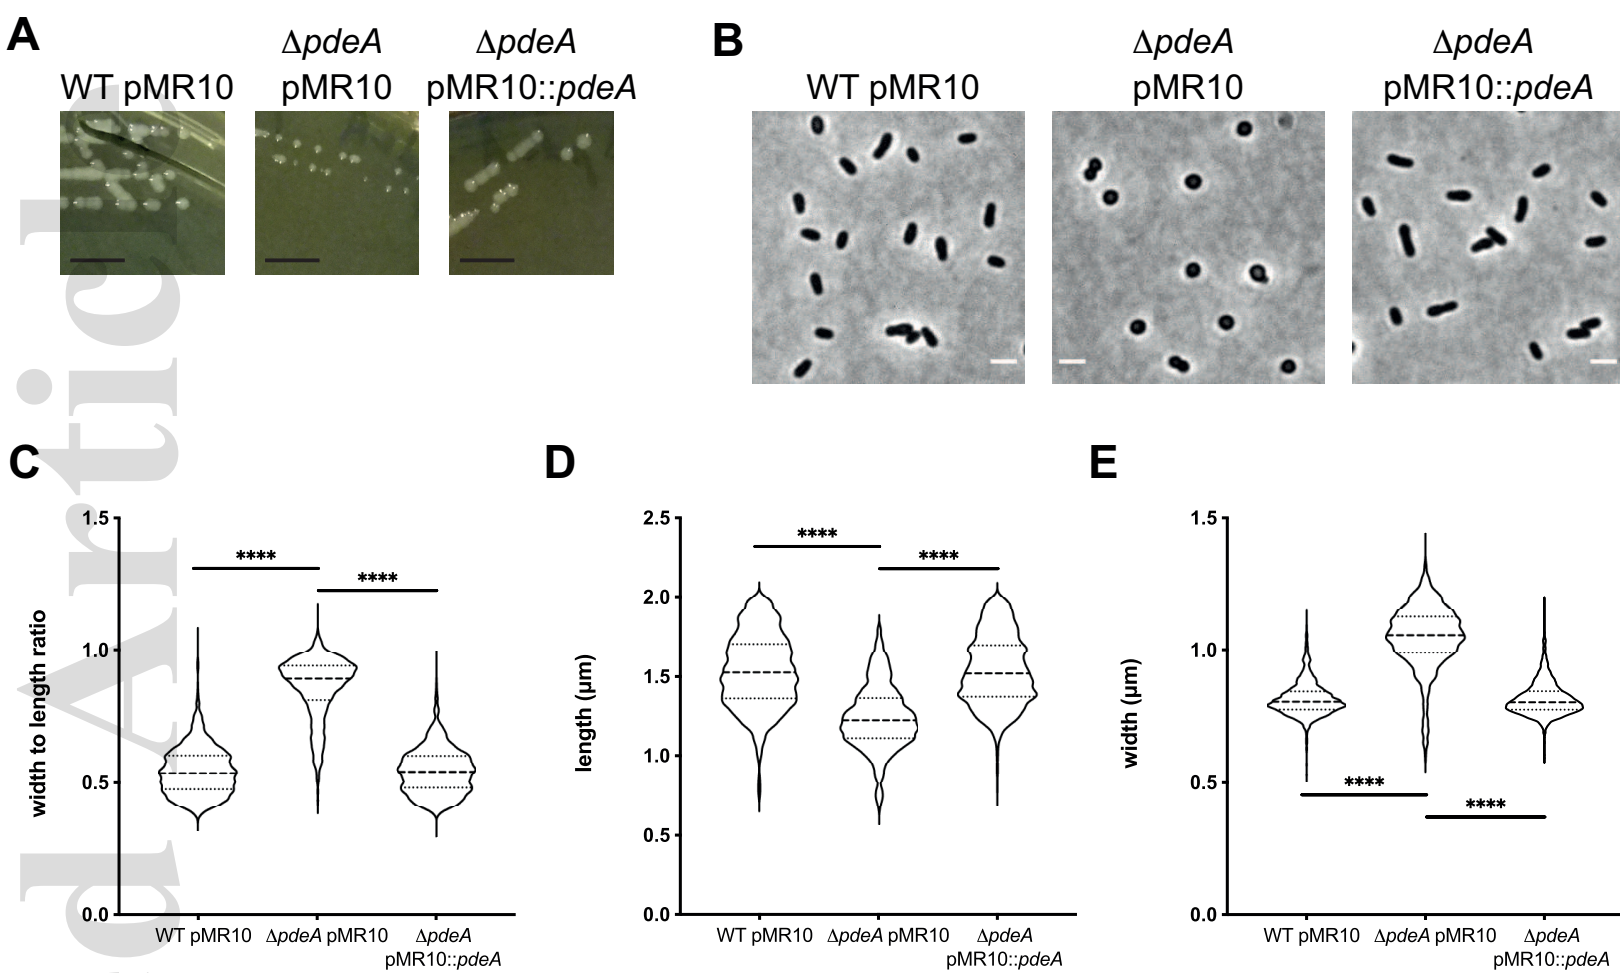 A
WT pMR10
ΔpdeA
pMR10
ΔpdeA
pMR10::pdeA
B
WT pMR10
ΔpdeA
pMR10
ΔpdeA
pMR10::pdeA
d Article
C
width to length ratio
1.5
1.0
0.5
0.0
****
****
WT pMR10
ΔpdeA pMR10
ΔpdeA
pMR10::pdeA
D
length (µm)
2.5
2.0
1.5
1.0
0.5
0.0
****
****
WT pMR10
ΔpdeA pMR10
ΔpdeA
pMR10::pdeA
E
width (µm)
1.5
1.0
0.5
0.0
****
****
WT pMR10
ΔpdeA pMR10
ΔpdeA
pMR10::pdeA